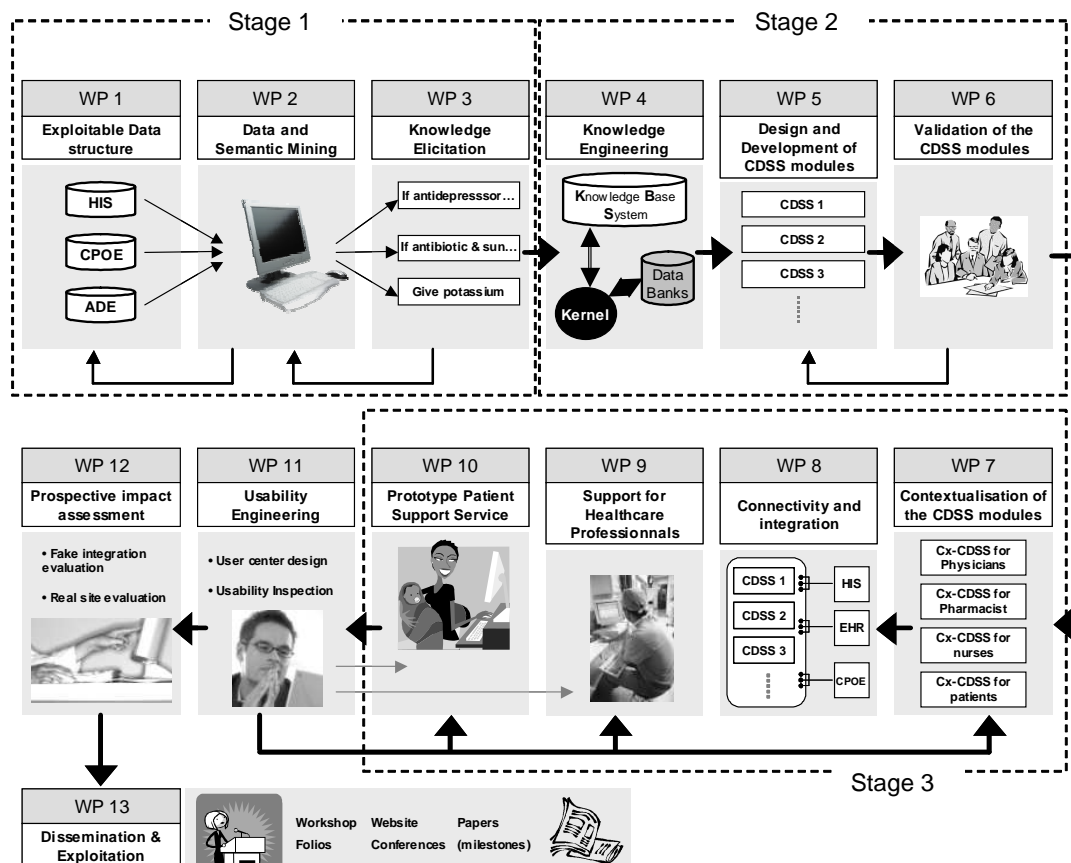 Stage 1
Stage 2
WP 1
WP 2
WP 3
WP 4
WP 5
WP 6
Exploitable Data
structure
Data and
Semantic Mining
Knowledge
Elicitation
Knowledge
Engineering
Design and
Development of
CDSS modules
Validation of the
CDSS modules
HIS
CPOE
ADE
If antidepresssor…
If antibiotic & sun…
Give potassium
Knowledge Base
System
Kernel
Data
Banks
CDSS 1
CDSS 2
CDSS 3
WP 12
WP 11
WP 10
WP 9
WP 8
WP 7
Prospective impact
assessment
Usability
Engineering
Prototype Patient
Support Service
Support for
Healthcare
Professionnals
Connectivity and
integration
Contextualisation of
the CDSS modules
• Fake integration
evaluation
• Real site evaluation
• User center design
• Usability Inspection
CDSS 1
CDSS 2
CDSS 3
HIS
EHR
CPOE
Cx-CDSS for
Physicians
Cx-CDSS for
Pharmacist
Cx-CDSS for
nurses
Cx-CDSS for
patients
Stage 3
WP 13
Dissemination &
Exploitation
Workshop Website Papers
Folios Conferences (milestones)